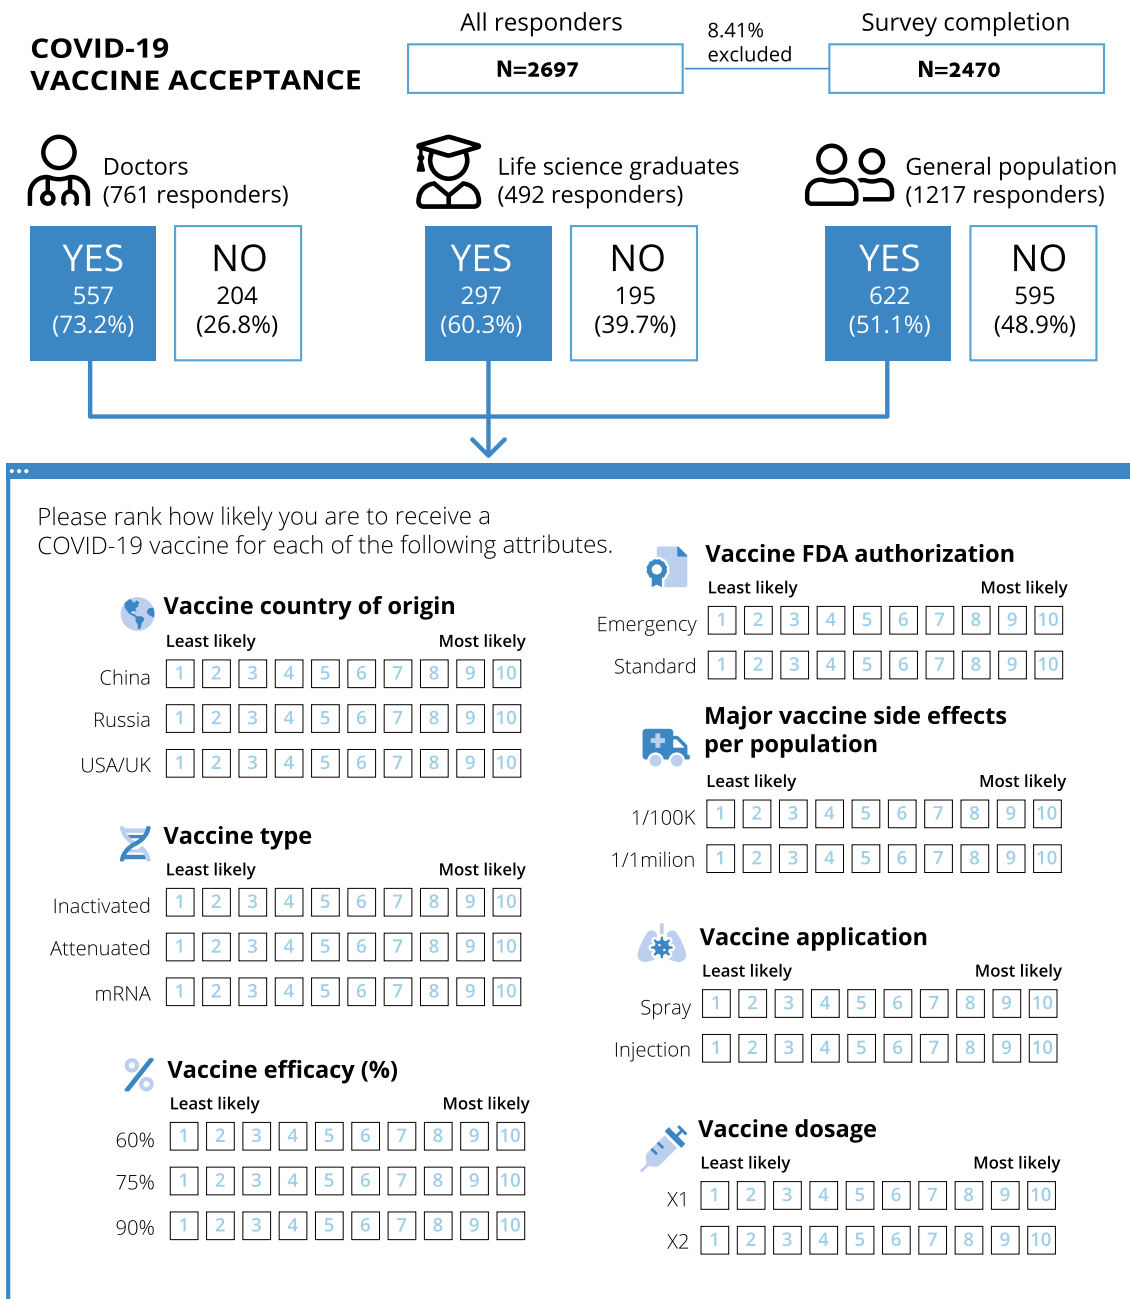 COVID-19
VACCINE ACCEPTANCE
All responders
N=2697
8.41%
excluded
Survey completion
N=2470
Doctors
(761 responders)
YES
557
(73.2%)
NO
204
(26.8%)
Life science graduates
(492 responders)
YES
297
(60.3%)
NO
195
(39.7%)
General population
(1217 responders)
YES
622
(51.1%)
NO
595
(48.9%)
Please rank how likely you are to receive a
COVID-19 vaccine for each of the following attributes.
Vaccine country of origin
Least likely Most likely
China 1 2 3 4 5 6 7 8 9 10
Russia 1 2 3 4 5 6 7 8 9 10
USA/UK 1 2 3 4 5 6 7 8 9 10
Vaccine type
Least likely Most likely
Inactivated 1 2 3 4 5 6 7 8 9 10
Attenuated 1 2 3 4 5 6 7 8 9 10
mRNA 1 2 3 4 5 6 7 8 9 10
Vaccine efficacy (%)
Least likely Most likely
60% 1 2 3 4 5 6 7 8 9 10
75% 1 2 3 4 5 6 7 8 9 10
90% 1 2 3 4 5 6 7 8 9 10
Vaccine FDA authorization
Least likely Most likely
Emergency 1 2 3 4 5 6 7 8 9 10
Standard 1 2 3 4 5 6 7 8 9 10
Major vaccine side effects
per population
Least likely Most likely
1/100K 1 2 3 4 5 6 7 8 9 10
1/1milion 1 2 3 4 5 6 7 8 9 10
Vaccine application
Least likely Most likely
Spray 1 2 3 4 5 6 7 8 9 10
Injection 1 2 3 4 5 6 7 8 9 10
Vaccine dosage
Least likely Most likely
X1 1 2 3 4 5 6 7 8 9 10
X2 1 2 3 4 5 6 7 8 9 10